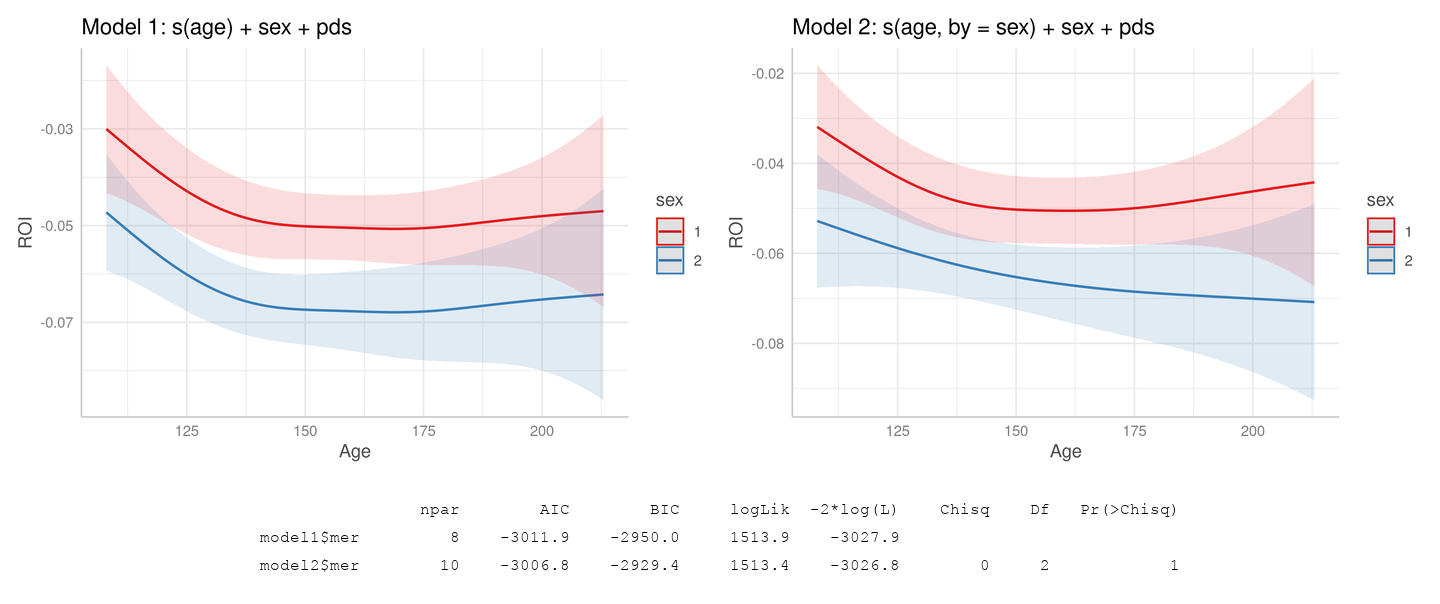 Model 1: s(age) + sex + pds
-0.03
-0.05
-0.07
ROI
125 150 175 200
Age
sex
1
2
Model 2: s(age, by = sex) + sex + pds
-0.02
-0.04
-0.06
-0.08
ROI
125 150 175 200
Age
sex
1
2
npar AIC BIC logLik -2*log(L) Chisq Df Pr(>Chisq)
model1$mer 8 -3011.9 -2950.0 1513.9 -3027.9
model2$mer 10 -3006.8 -2929.4 1513.4 -3026.8 0 2 1